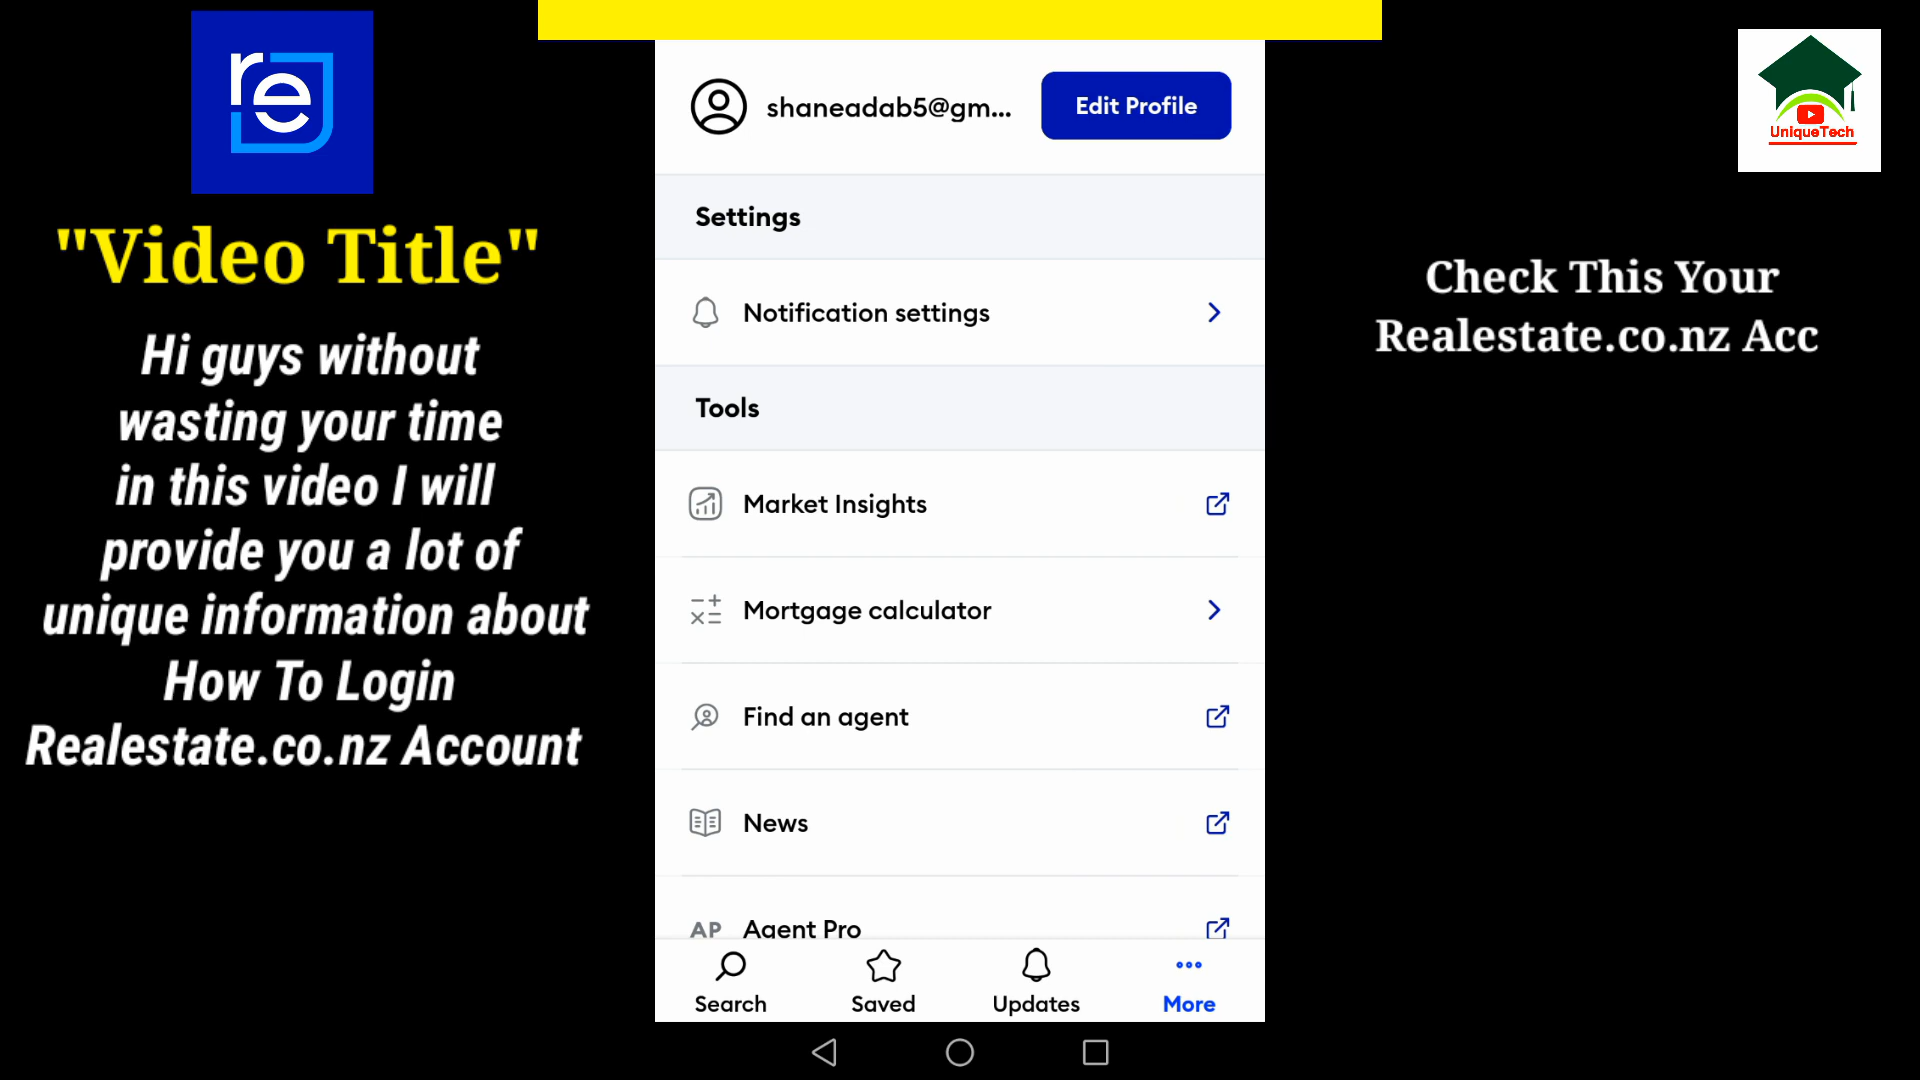 re
"Video Title"
Hi guys without
wasting your time
in this video I will
provide you a lot of
unique information about
How To Login
Realestate.co.nz Account
shaneadab5@gm...
Edit Profile
Settings
Notification settings
Tools
Market Insights
Mortgage calculator
Find an agent
News
AP Agent Pro
Search
Saved
Updates
More
UniqueTech
Check This Your
Realestate.co.nz Acc